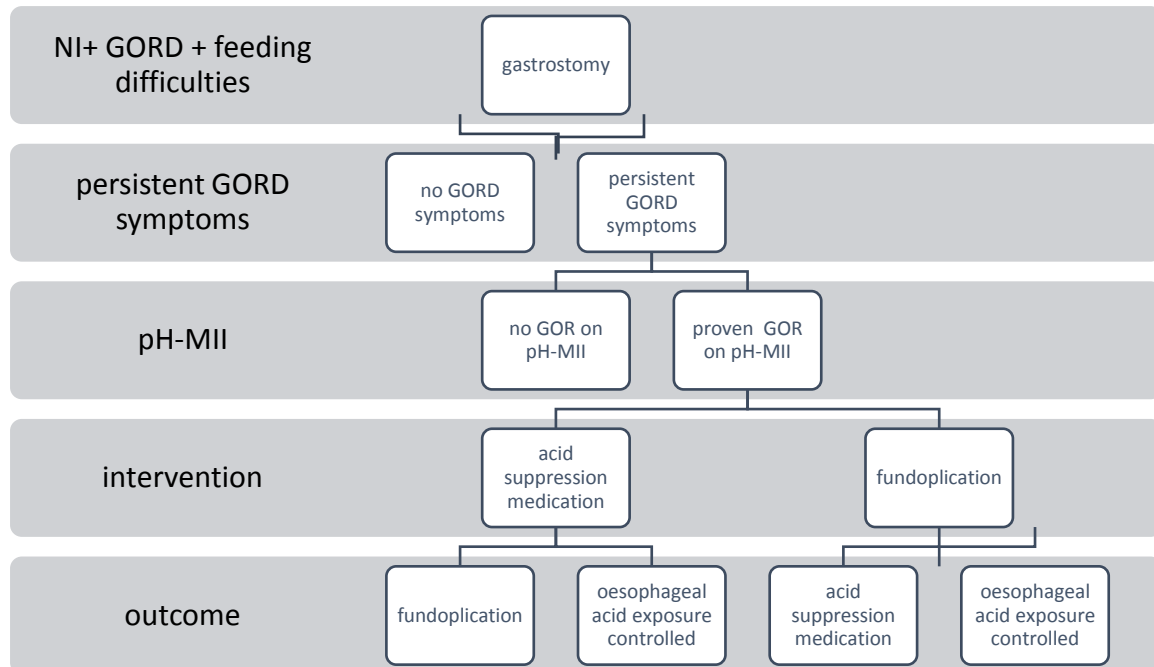 NI+ GORD + feeding
difficulties
gastrostomy
persistent GORD
symptoms
no GORD
symptoms
persistent
GORD
symptoms
pH-MII
no GOR on
pH-MII
proven  GOR
on pH-MII
intervention
acid
suppression
medication
fundoplication
outcome
fundoplication
oesophageal
acid exposure
controlled
acid
suppression
medication
oesophageal
acid exposure
controlled